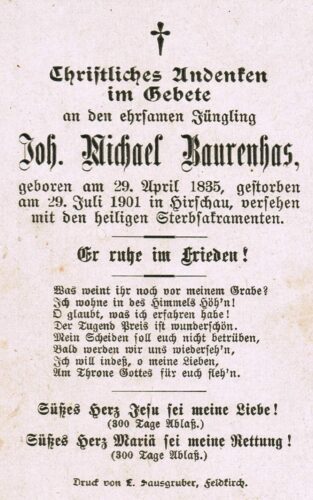 Christliches Andenken
im Gebete
an den ehrsamen Jüngling
Joh. Michael Baurenhas,
geboren am 29. April 1835, gestorben
am 29. Juli 1901 in Hirschau, versehen
mit den heiligen Sterbsakramenten.
Er ruhe im Frieden!
Was weint ihr noch vor meinem Grabe?
Ich wohne in des Himmels Höh'n!
O glaubt, was ich erfahren habe!
Der Tugend Preis ist wunderschön.
Mein Scheiden soll euch nicht betrüben,
Bald werden wir uns wiederseh'n,
Ich will indeß, o meine Lieben,
Am Throne Gottes für euch fleh'n.
Süßes Herz Jesu sei meine Liebe!
(300 Tage Ablaß.)
Süßes Herz Mariä sei meine Rettung!
(300 Tage Ablaß.)
Druck von L. Sausgruber, Feldkirch.